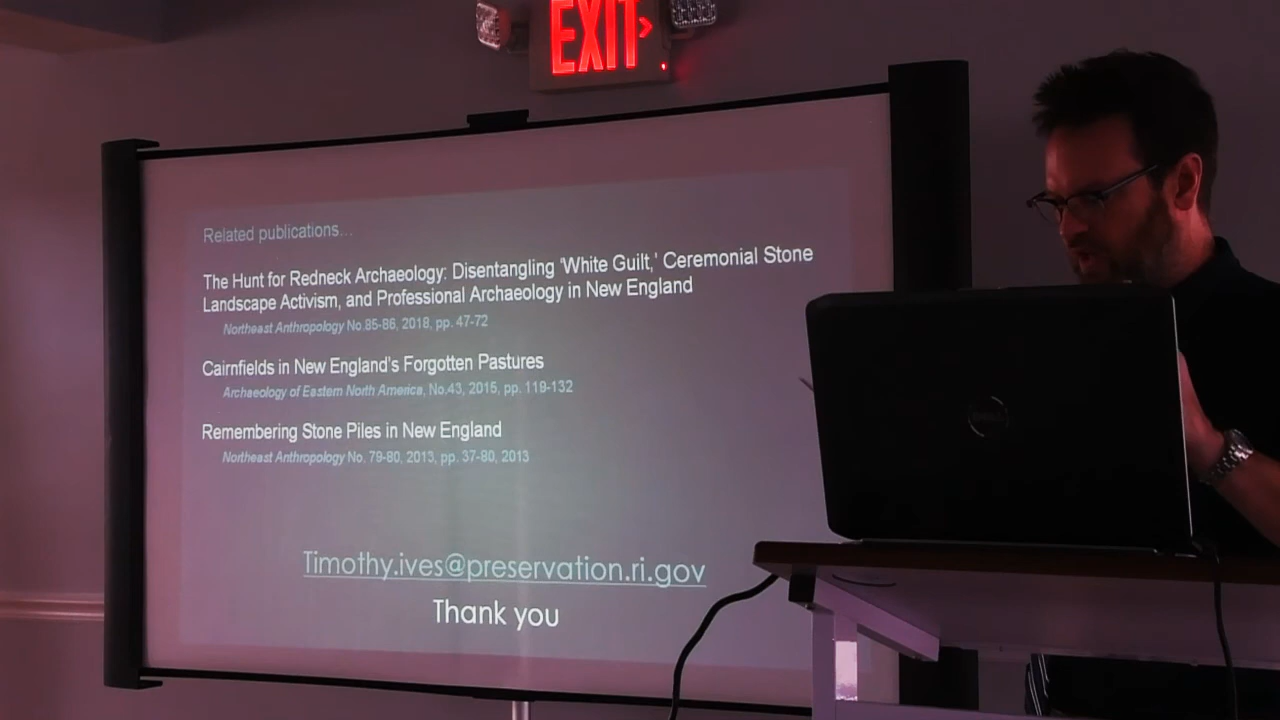 EXIT
Related publications...
The Hunt for Redneck Archaeology: Disentangling 'White Guilt,' Ceremonial Stone
Landscape Activism, and Professional Archaeology in New England
Northeast Anthropology No.85-86, 2018, pp. 47-72
Cairnfields in New England's Forgotten Pastures
Archaeology of Eastern North America, No.43, 2015, pp. 119-132
Remembering Stone Piles in New England
Northeast Anthropology No. 79-80, 2013, pp. 37-80, 2013
Timothy.ives@preservation.ri.gov
Thank you
DELL